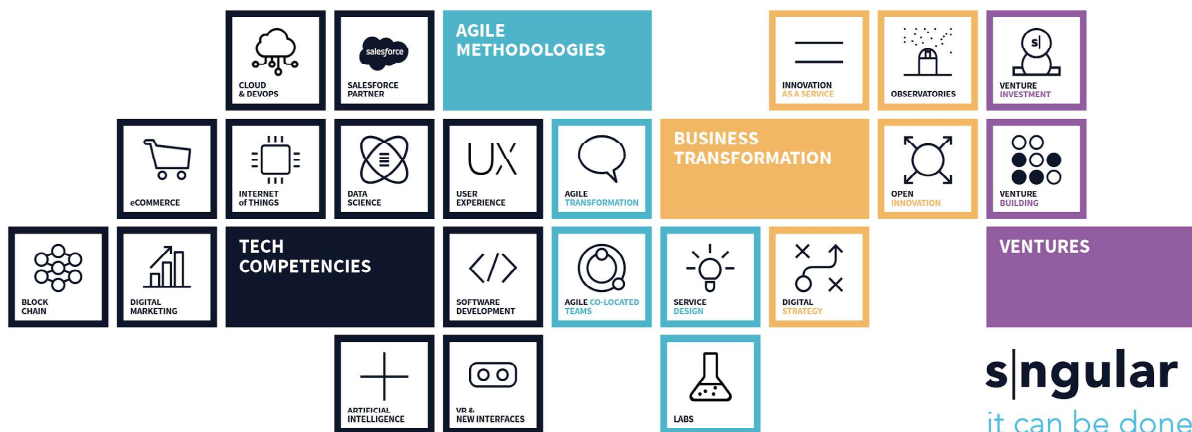 CLOUD
& DEVOPS
salesforce
SALESFORCE
PARTNER
AGILE
METHODOLOGIES
INNOVATION
AS A SERVICE
OBSERVATORIES
s|
VENTURE
INVESTMENT
eCOMMERCE
INTERNET
of THINGS
DATA
SCIENCE
UX
USER
EXPERIENCE
AGILE
TRANSFORMATION
BUSINESS
TRANSFORMATION
OPEN
INNOVATION
VENTURE
BUILDING
BLOCK
CHAIN
DIGITAL
MARKETING
TECH
COMPETENCIES
</>
SOFTWARE
DEVELOPMENT
AGILE CO-LOCATED
TEAMS
SERVICE
DESIGN
DIGITAL
STRATEGY
VENTURES
ARTIFICIAL
INTELLIGENCE
VR &
NEW INTERFACES
LABS
s|ngular
it can be done